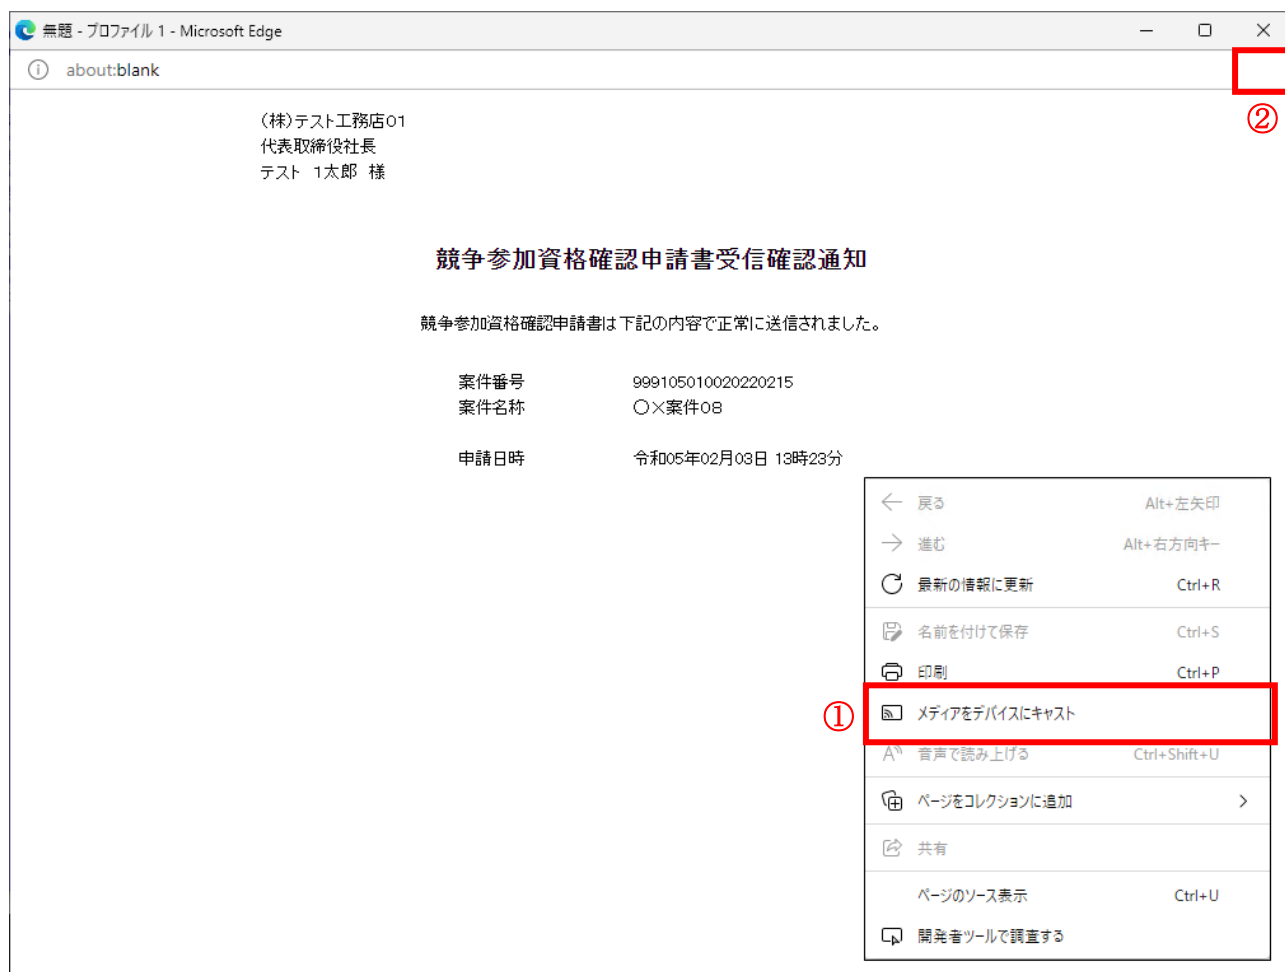 無題 - プロファイル 1 - Microsoft Edge
about:blank
②
(株)テスト工務店01
代表取締役社長
テスト 1太郎 様
競争参加資格確認申請書受信確認通知
競争参加資格確認申請書は下記の内容で正常に送信されました。
案件番号 999105010020220215
案件名称 〇×案件08
申請日時 令和05年02月03日 13時23分
戻る Alt+左矢印
進む Alt+右方向キー
最新の情報に更新 Ctrl+R
名前を付けて保存 Ctrl+S
印刷 Ctrl+P
① メディアをデバイスにキャスト
音声で読み上げる Ctrl+Shift+U
ページをコレクションに追加
共有
ページのソース表示 Ctrl+U
開発者ツールで調査する